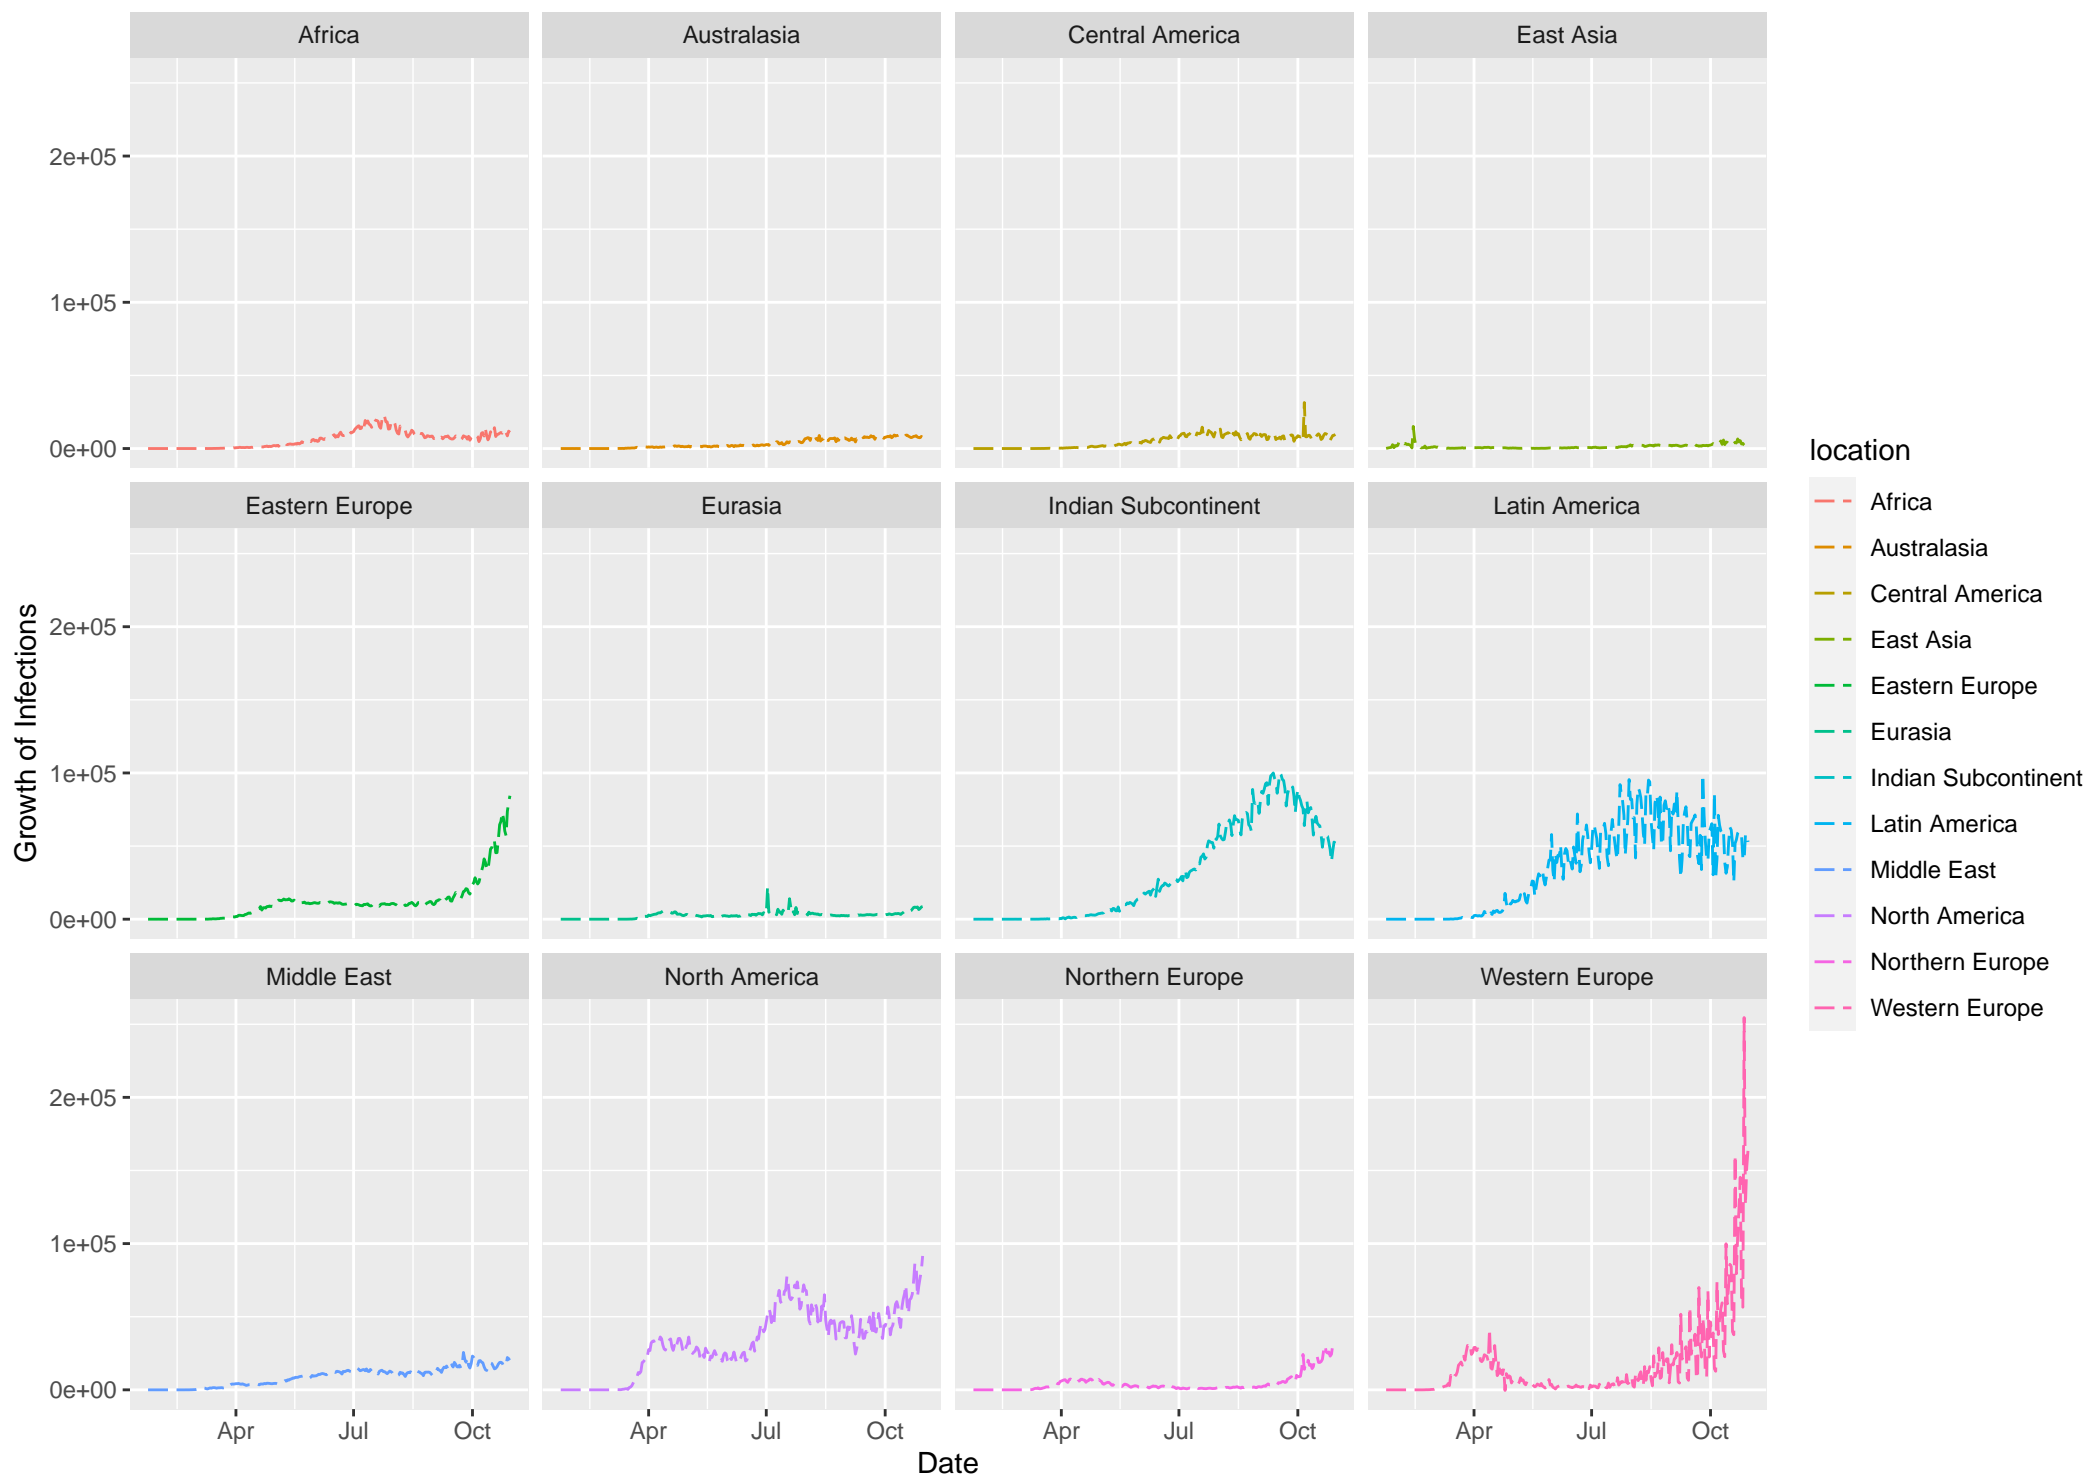 Africa
Australasia
Central America
East Asia
2e+05
1e+05
0e+00
Eastern Europe
Eurasia
Indian Subcontinent
Latin America
2e+05
1e+05
0e+00
Middle East
North America
Northern Europe
Western Europe
2e+05
1e+05
0e+00
Apr Jul Oct
Apr Jul Oct
Apr Jul Oct
Apr Jul Oct
Date
Growth of Infections
location
Africa
Australasia
Central America
East Asia
Eastern Europe
Eurasia
Indian Subcontinent
Latin America
Middle East
North America
Northern Europe
Western Europe